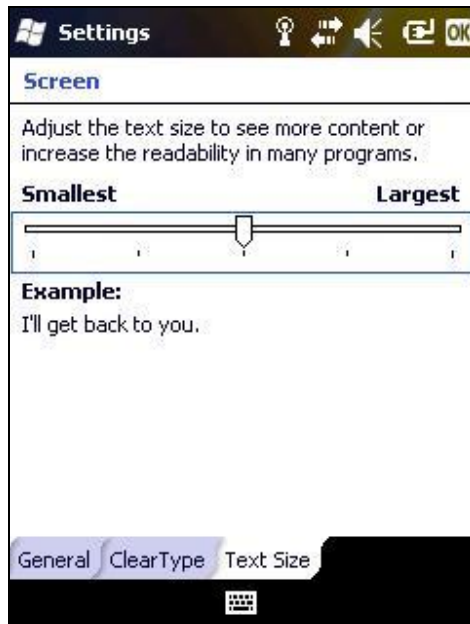 Settings
OK
Screen
Adjust the text size to see more content or
increase the readability in many programs.
Smallest Largest
Example:
I'll get back to you.
General ClearType Text Size